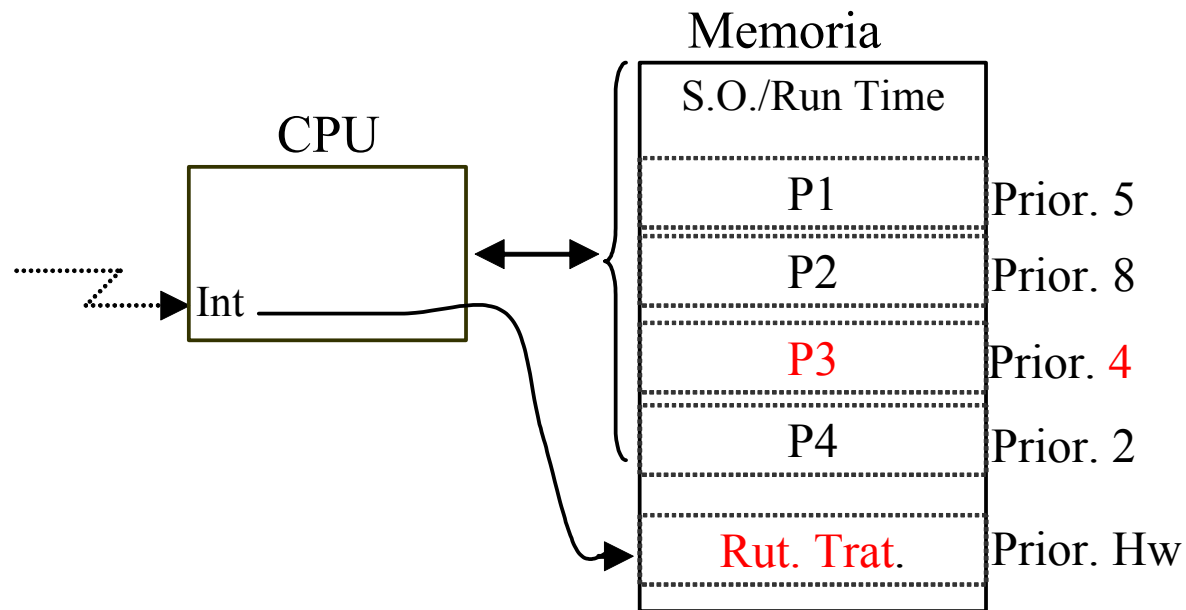 Memoria
S.O./Run Time
CPU
P1 Prior. 5
P2 Prior. 8
Int
P3 Prior. 4
P4 Prior. 2
Rut. Trat. Prior. Hw